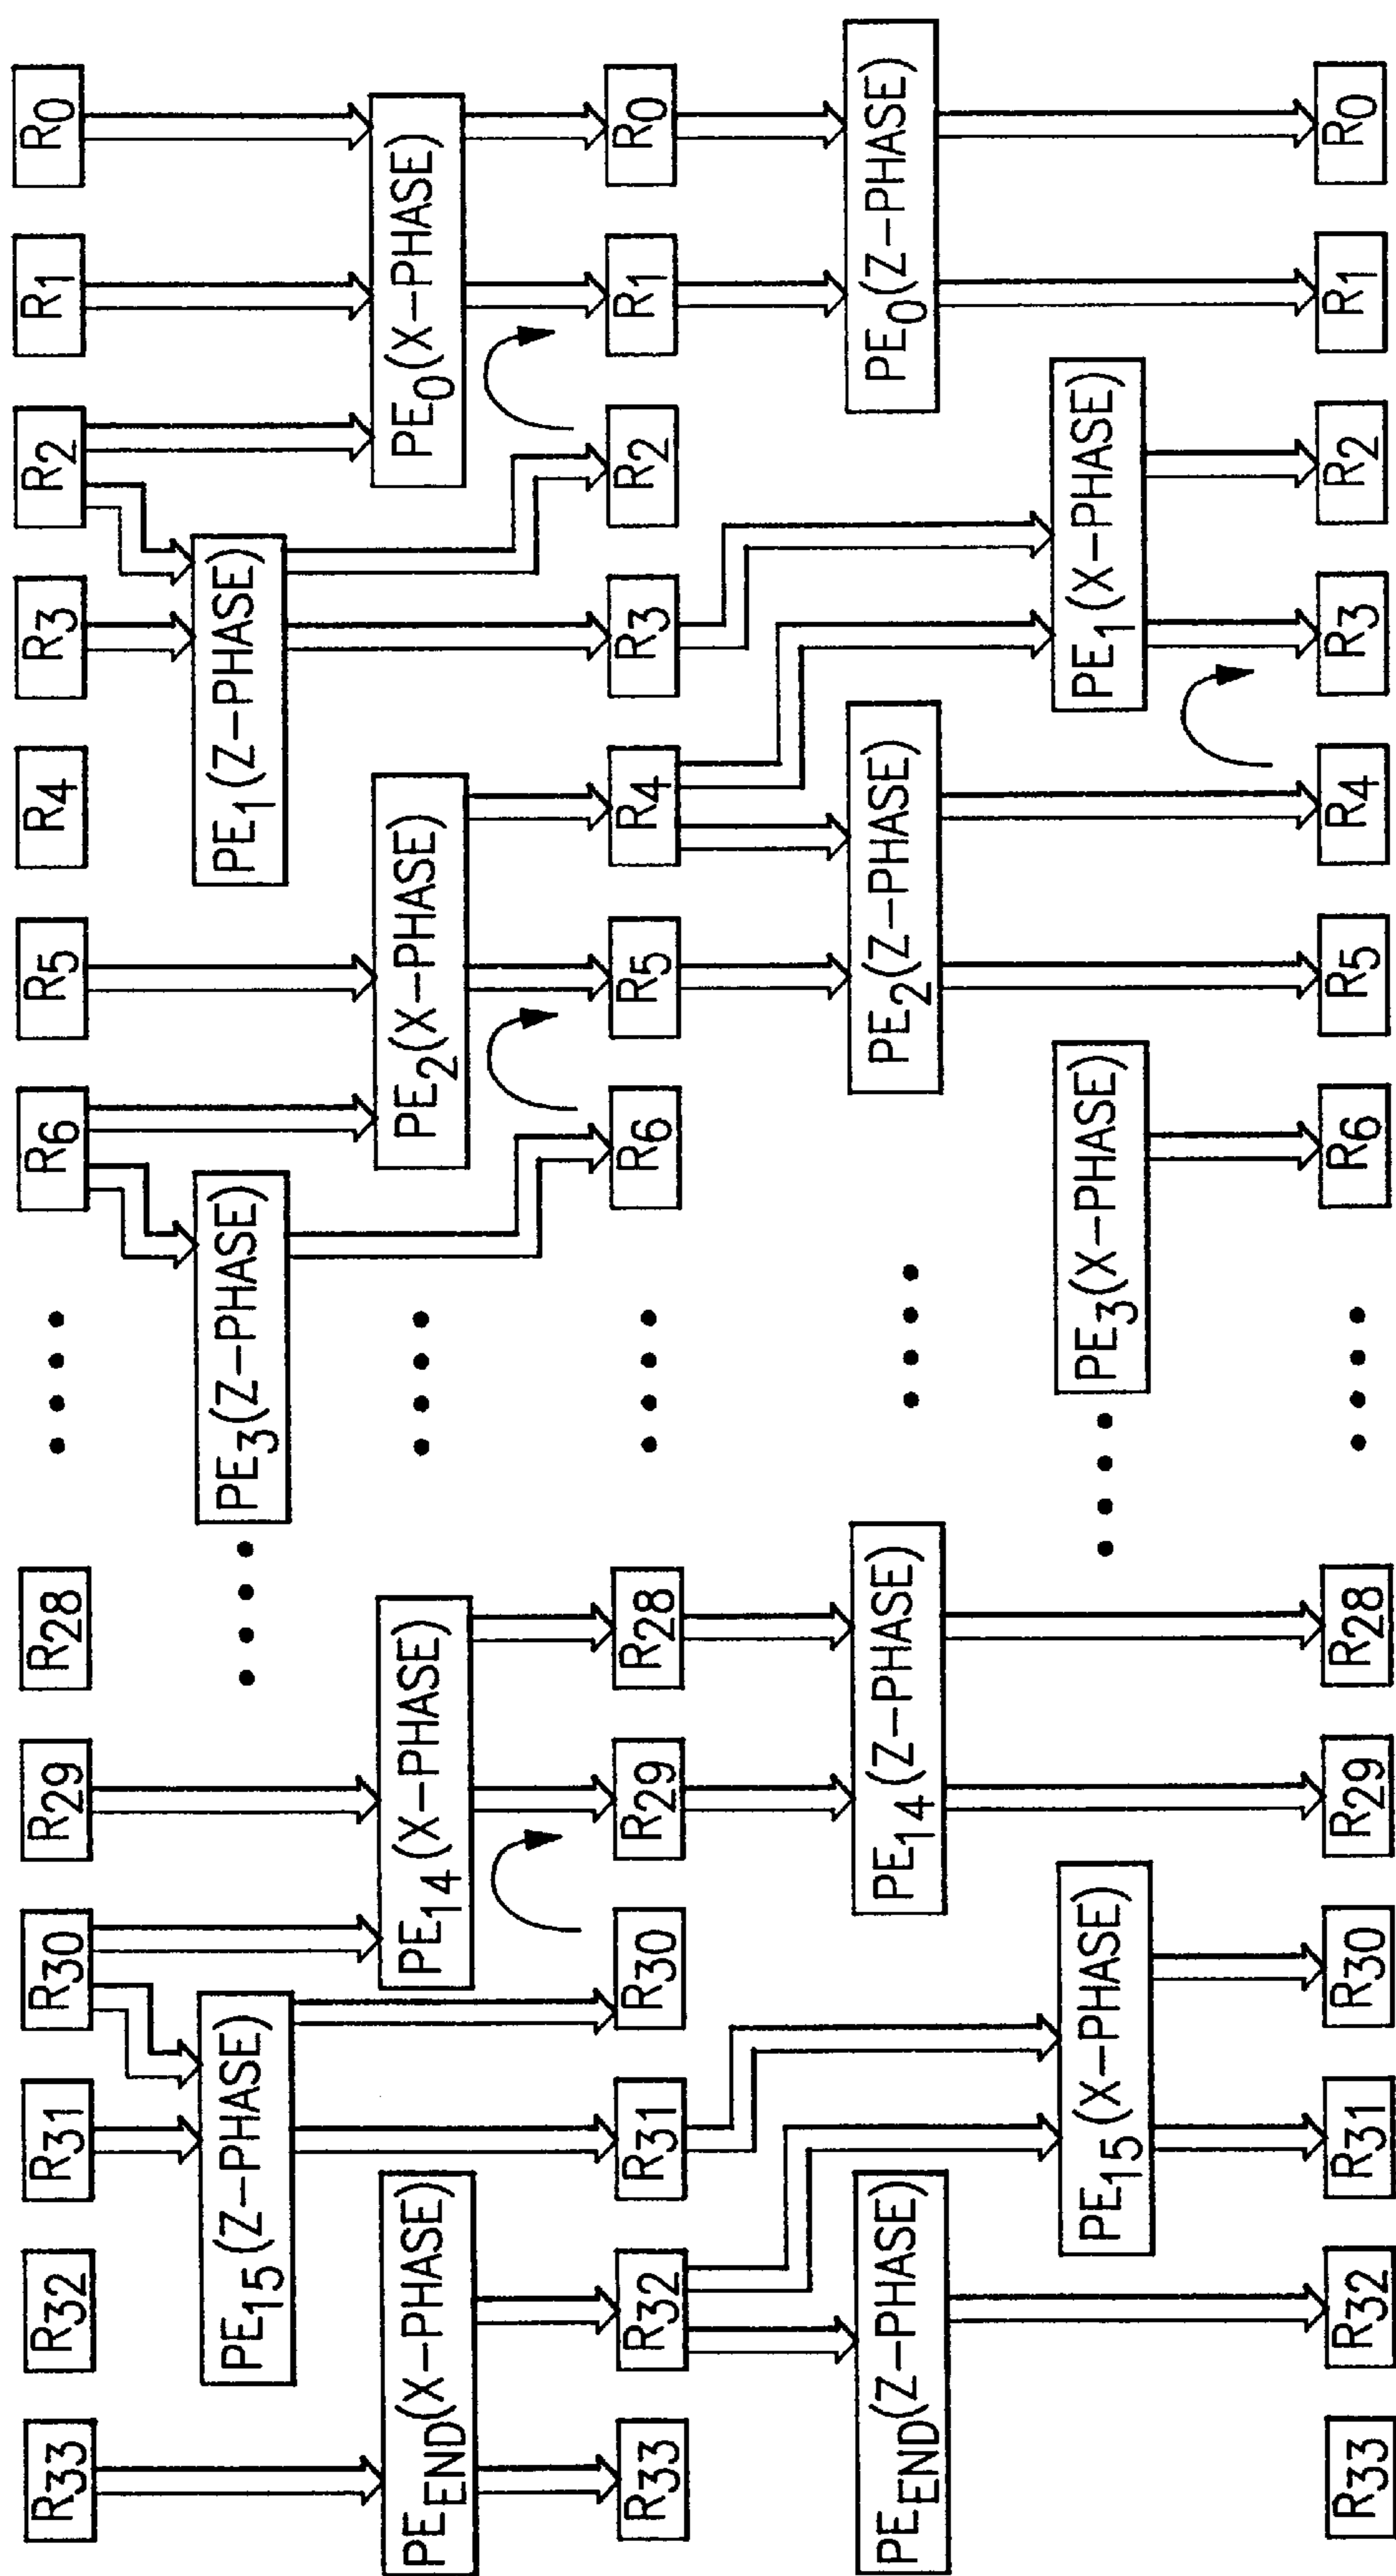 R33 R32 R31 R30 R29 R28 •••• R6 R5 R4 R3 R2 R1 R0
PE15(Z-PHASE) •••• PE3(Z-PHASE) PE1(Z-PHASE)
PEEND(X-PHASE) PE14(X-PHASE) •••• PE2(X-PHASE) PE0(X-PHASE)
R33 R32 R31 R30 R29 R28 •••• R6 R5 R4 R3 R2 R1 R0
PEEND(Z-PHASE) PE14(Z-PHASE) •••• PE2(Z-PHASE) PE0(Z-PHASE)
PE15(X-PHASE) •••• PE3(X-PHASE) PE1(X-PHASE)
R33 R32 R31 R30 R29 R28 •••• R6 R5 R4 R3 R2 R1 R0